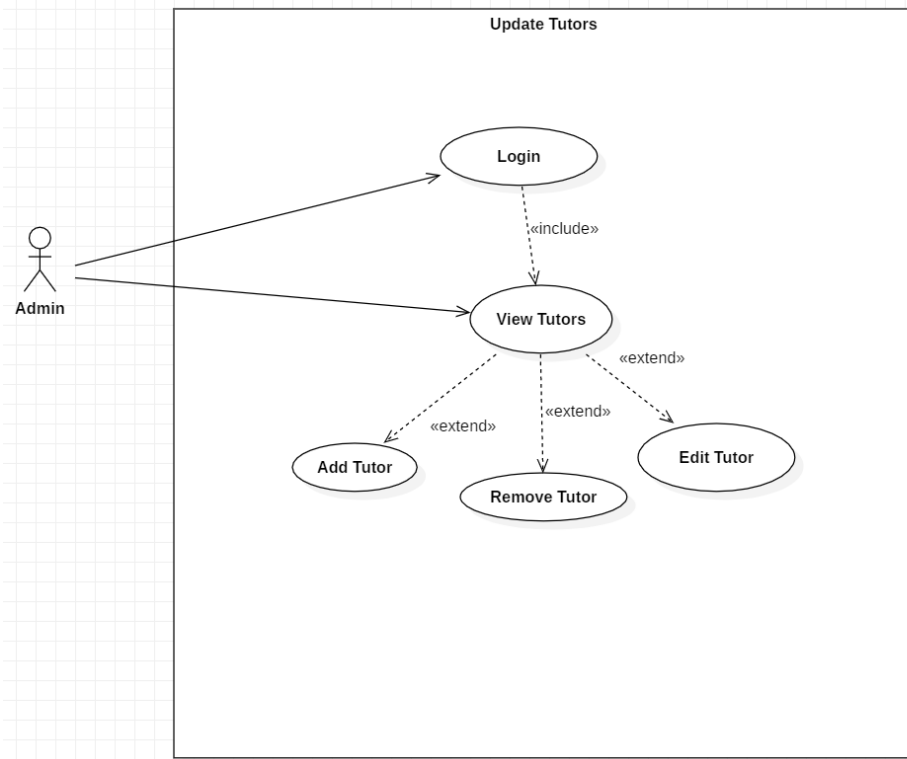 Update Tutors
Login
«include»
Admin
View Tutors
«extend»
«extend»
«extend»
Add Tutor
Edit Tutor
Remove Tutor